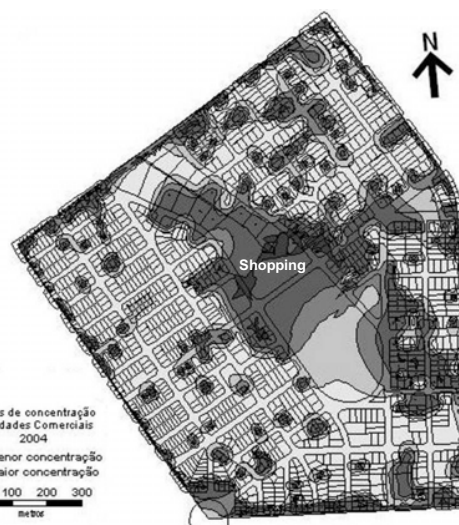 N
Shopping
s de concentração
dades Comerciais
2004
enor concentração
aior concentração
100 200 300
metros